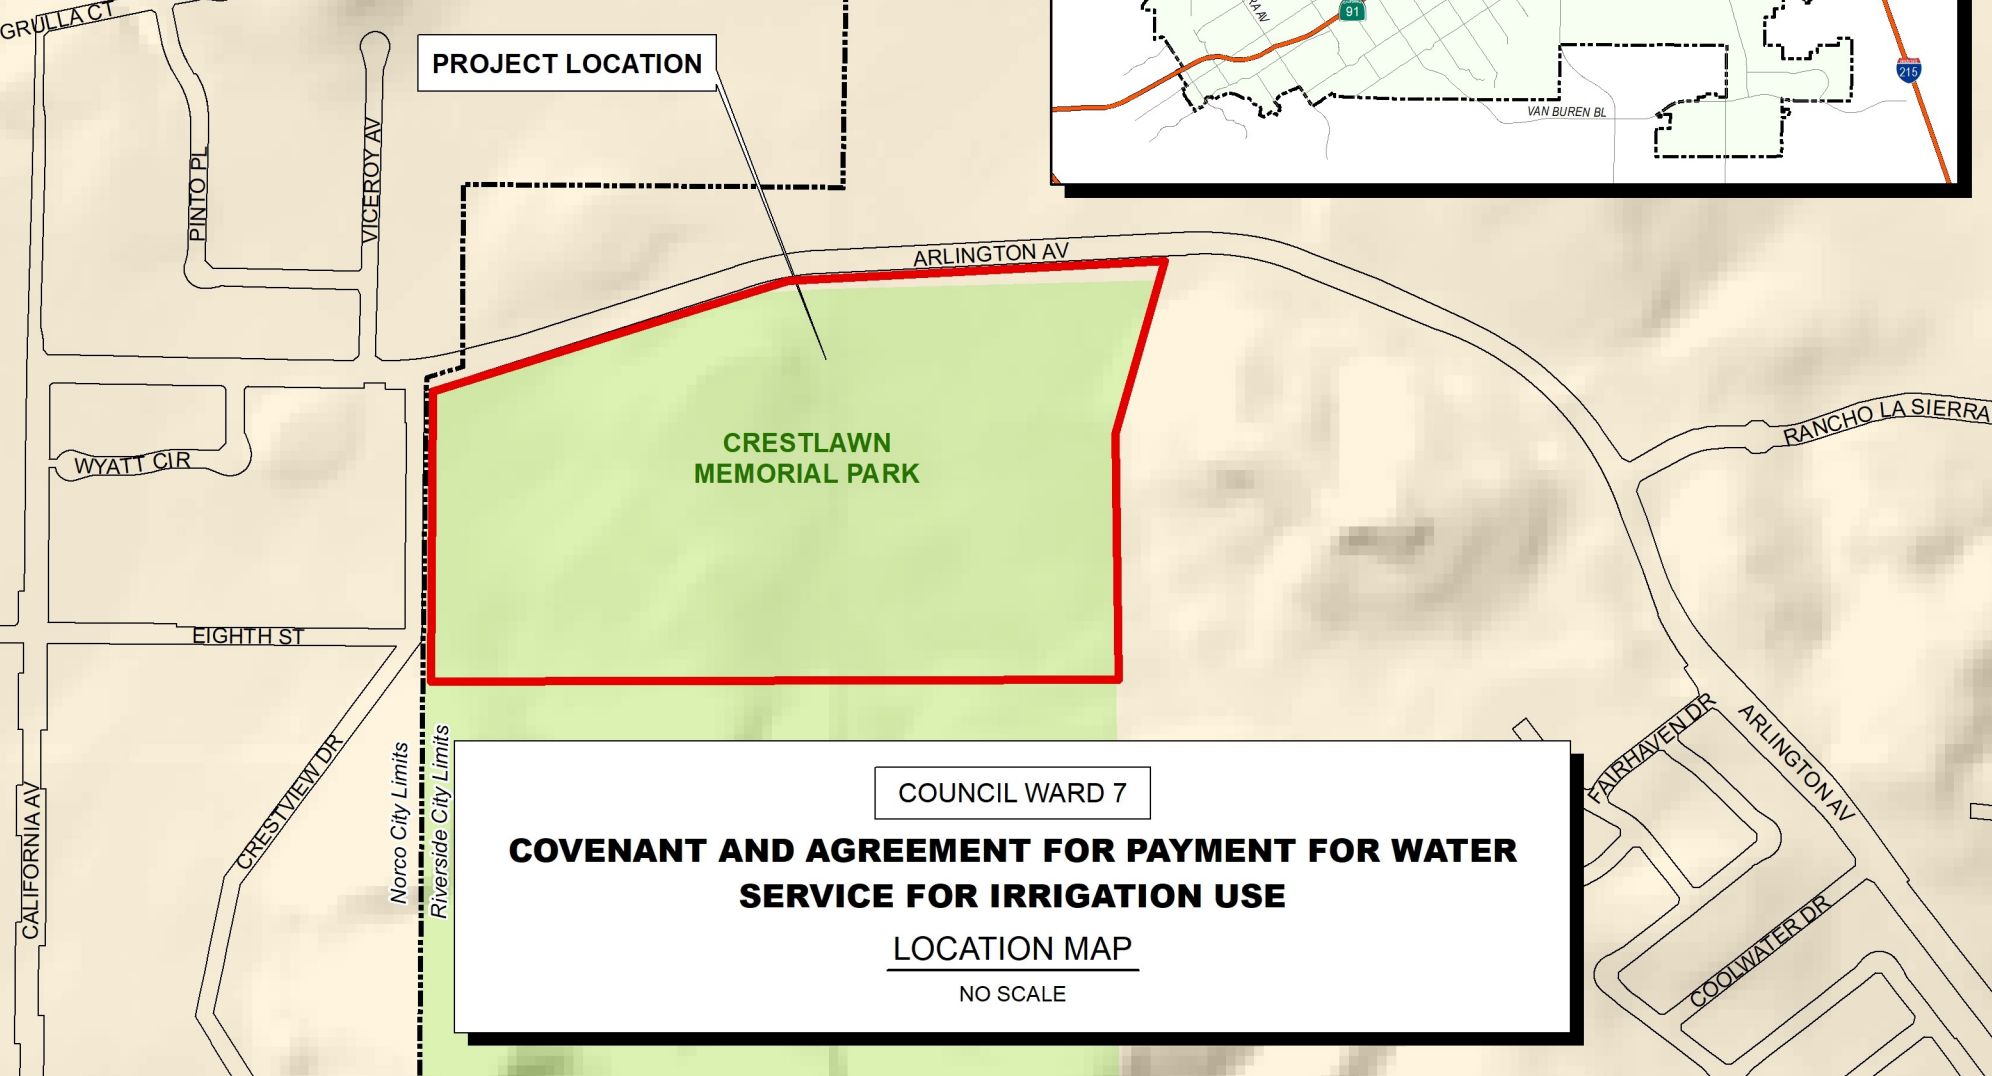 GRULLA CT
PROJECT LOCATION
RA AV
91
215
VAN BUREN BL
PINTO PL
VICEROY AV
ARLINGTON AV
RANCHO LA SIERRA
CRESTLAWN
MEMORIAL PARK
WYATT CIR
EIGHTH ST
CRESTVIEW DR
CALIFORNIA AV
Norco City Limits
Riverside City Limits
FAIRHAVEN DR
ARLINGTON AV
COOLWATER DR
COUNCIL WARD 7
COVENANT AND AGREEMENT FOR PAYMENT FOR WATER
SERVICE FOR IRRIGATION USE
LOCATION MAP
NO SCALE